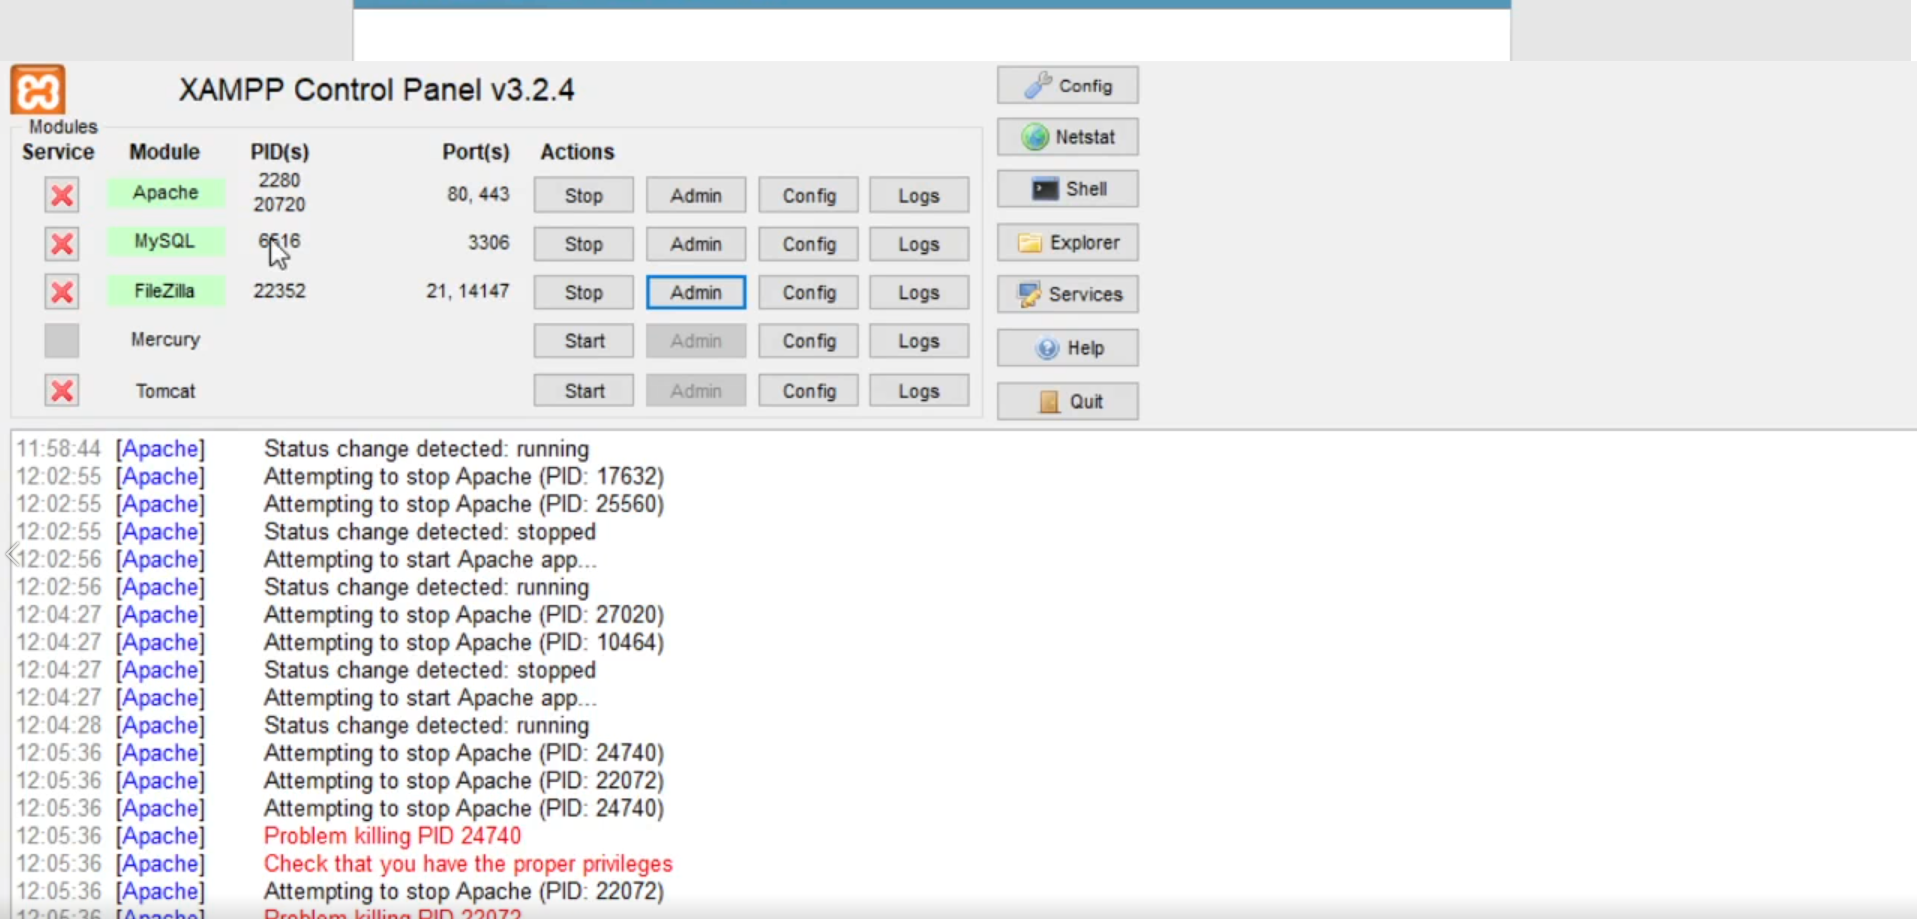 XAMPP Control Panel v3.2.4
Config
Modules
Service Module PID(s) Port(s) Actions
Netstat
Apache 2280 20720 80, 443 Stop Admin Config Logs
Shell
MySQL 3306 Stop Admin Config Logs
Explorer
FileZilla 22352 21, 14147 Stop Admin Config Logs
Services
Mercury Start Admin Config Logs
Help
Tomcat Start Admin Config Logs
Quit
11:58:44 [Apache] Status change detected: running
12:02:55 [Apache] Attempting to stop Apache (PID: 17632)
12:02:55 [Apache] Attempting to stop Apache (PID: 25560)
12:02:55 [Apache] Status change detected: stopped
12:02:56 [Apache] Attempting to start Apache app...
12:02:56 [Apache] Status change detected: running
12:04:27 [Apache] Attempting to stop Apache (PID: 27020)
12:04:27 [Apache] Attempting to stop Apache (PID: 10464)
12:04:27 [Apache] Status change detected: stopped
12:04:27 [Apache] Attempting to start Apache app...
12:04:28 [Apache] Status change detected: running
12:05:36 [Apache] Attempting to stop Apache (PID: 24740)
12:05:36 [Apache] Attempting to stop Apache (PID: 22072)
12:05:36 [Apache] Attempting to stop Apache (PID: 24740)
12:05:36 [Apache] Problem killing PID 24740
12:05:36 [Apache] Check that you have the proper privileges
12:05:36 [Apache] Attempting to stop Apache (PID: 22072)
12:05:36 [Apache] Problem killing PID 22072